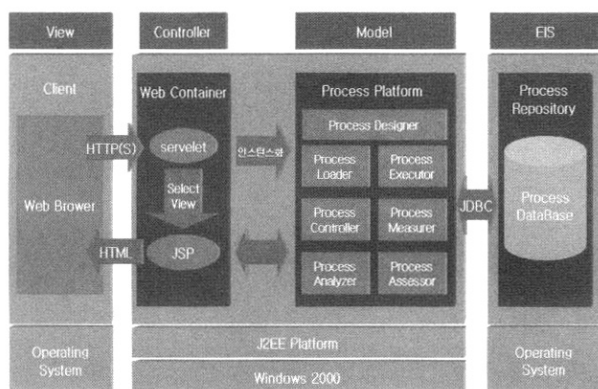 View
Controller
Model
EIS
Client
Web Brower
Operating
System
HTTP(S)
HTML
Web Container
servelet
Select
View
JSP
인스턴스화
Process Platform
Process Designer
Process
Loader
Process
Executor
Process
Controller
Process
Measurer
Process
Analyzer
Process
Assessor
J2EE Platform
Windows 2000
JDBC
Process
Repository
Process
DataBase
Operating
System